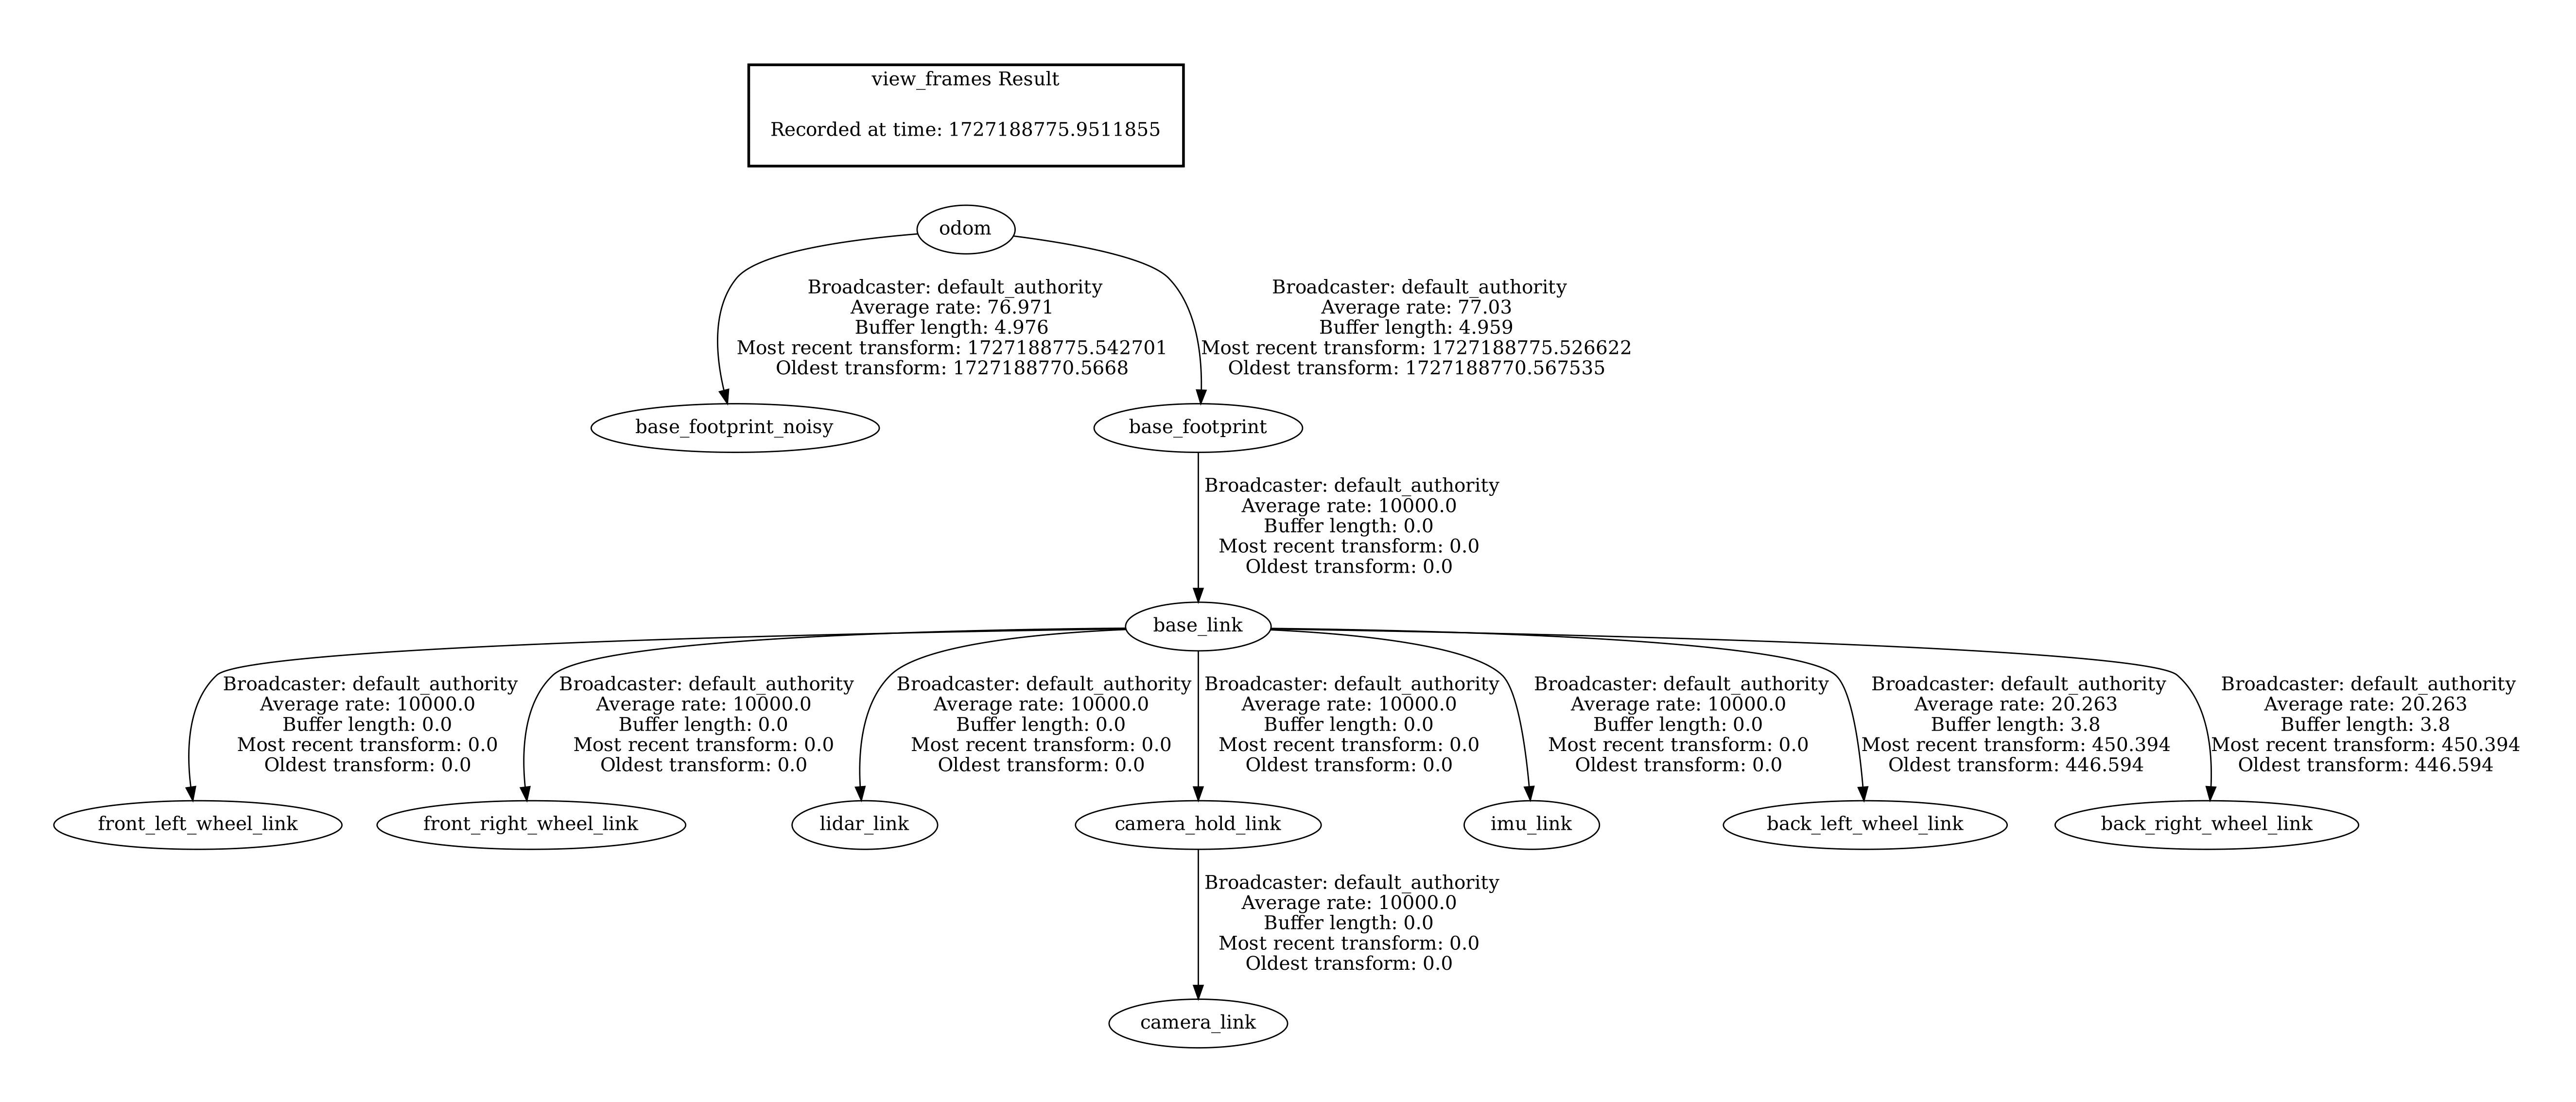 view_frames Result
Recorded at time: 1727188775.9511855
odom
Broadcaster: default_authority
Average rate: 76.971
Buffer length: 4.976
Most recent transform: 1727188775.542701
Oldest transform: 1727188770.5668
Broadcaster: default_authority
Average rate: 77.03
Buffer length: 4.959
Most recent transform: 1727188775.526622
Oldest transform: 1727188770.567535
base_footprint_noisy
base_footprint
Broadcaster: default_authority
Average rate: 10000.0
Buffer length: 0.0
Most recent transform: 0.0
Oldest transform: 0.0
base_link
Broadcaster: default_authority
Average rate: 10000.0
Buffer length: 0.0
Most recent transform: 0.0
Oldest transform: 0.0
Broadcaster: default_authority
Average rate: 10000.0
Buffer length: 0.0
Most recent transform: 0.0
Oldest transform: 0.0
Broadcaster: default_authority
Average rate: 10000.0
Buffer length: 0.0
Most recent transform: 0.0
Oldest transform: 0.0
Broadcaster: default_authority
Average rate: 10000.0
Buffer length: 0.0
Most recent transform: 0.0
Oldest transform: 0.0
Broadcaster: default_authority
Average rate: 10000.0
Buffer length: 0.0
Most recent transform: 0.0
Oldest transform: 0.0
Broadcaster: default_authority
Average rate: 20.263
Buffer length: 3.8
Most recent transform: 450.394
Oldest transform: 446.594
Broadcaster: default_authority
Average rate: 20.263
Buffer length: 3.8
Most recent transform: 450.394
Oldest transform: 446.594
front_left_wheel_link
front_right_wheel_link
lidar_link
camera_hold_link
imu_link
back_left_wheel_link
back_right_wheel_link
Broadcaster: default_authority
Average rate: 10000.0
Buffer length: 0.0
Most recent transform: 0.0
Oldest transform: 0.0
camera_link